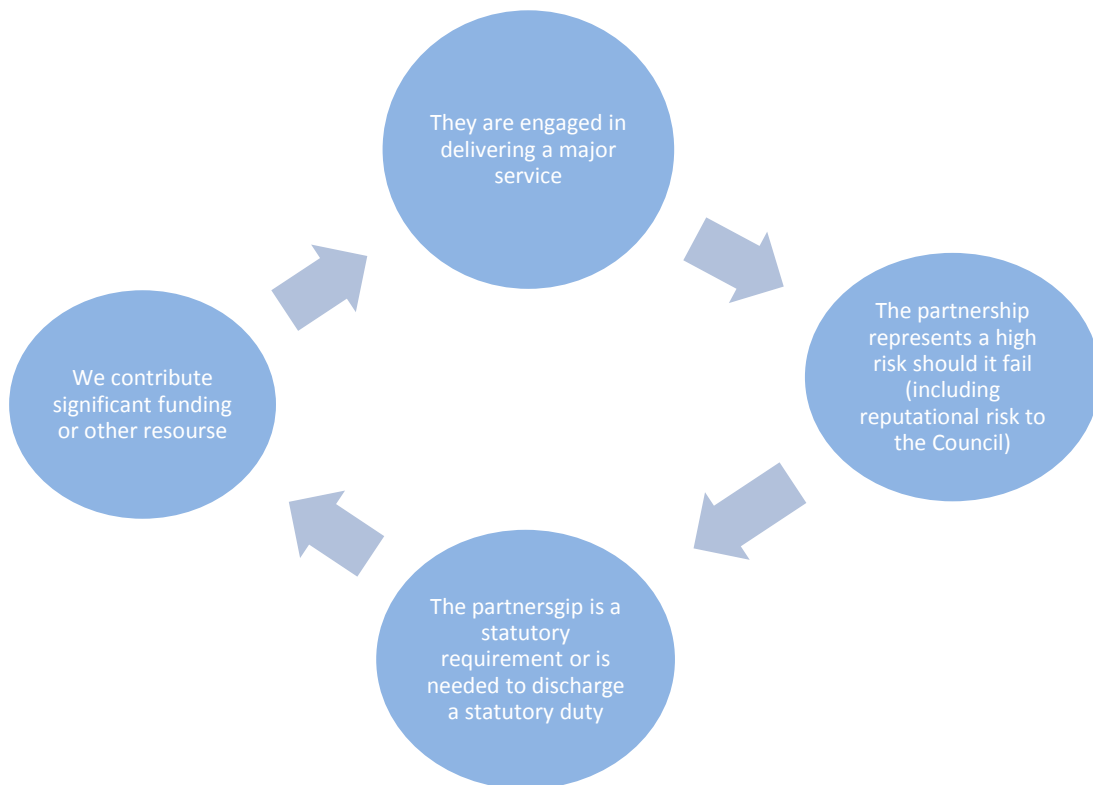 They are engaged in
delivering a major
service
The partnership
represents a high
risk should it fail
(including
reputational risk to
the Council)
The partnersgip is a
statutory
requirement or is
needed to discharge
a statutory duty
We contribute
significant funding
or other resourse